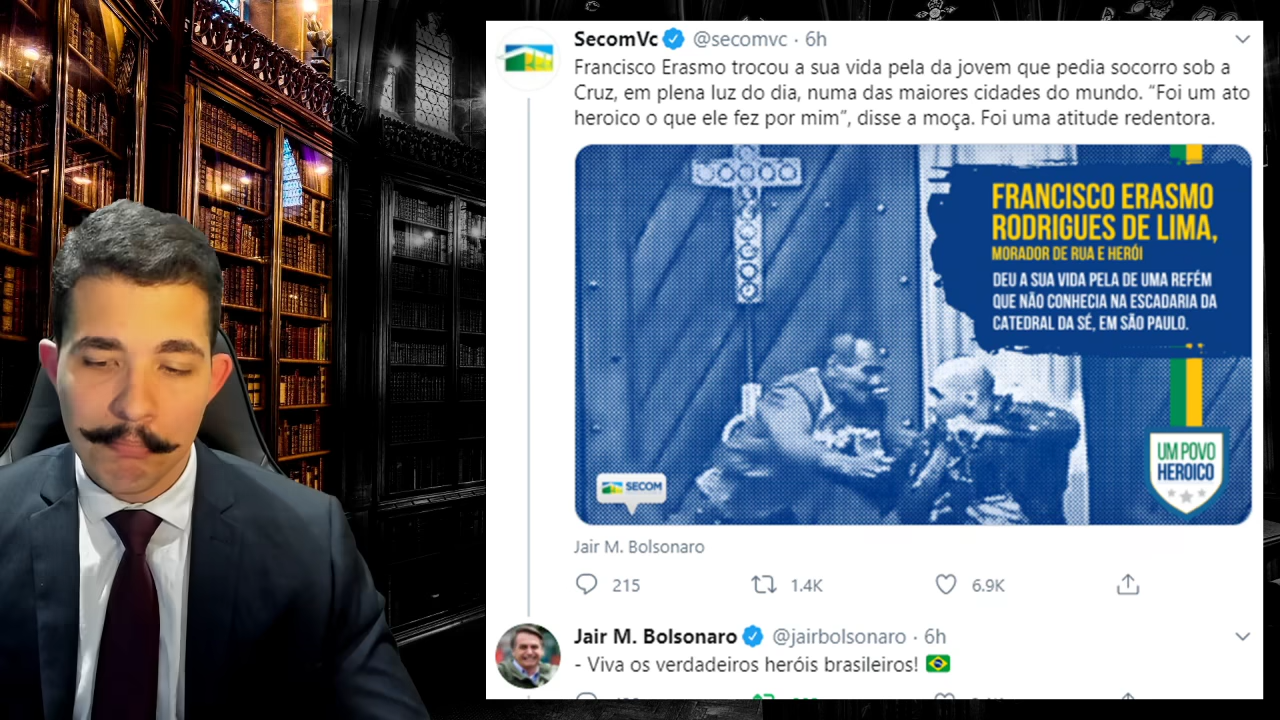 SecomVc @secomvc · 6h
Francisco Erasmo trocou a sua vida pela da jovem que pedia socorro sob a
Cruz, em plena luz do dia, numa das maiores cidades do mundo. “Foi um ato
heroico o que ele fez por mim”, disse a moça. Foi uma atitude redentora.
FRANCISCO ERASMO
RODRIGUES DE LIMA,
MORADOR DE RUA E HERÓI
DEU A SUA VIDA PELA DE UMA REFÉM
QUE NÃO CONHECIA NA ESCADARIA DA
CATEDRAL DA SÉ, EM SÃO PAULO.
UM POVO
HEROICO
SECOM
Jair M. Bolsonaro
215 1.4K 6.9K
Jair M. Bolsonaro @jairbolsonaro · 6h
- Viva os verdadeiros heróis brasileiros! 🇧🇷